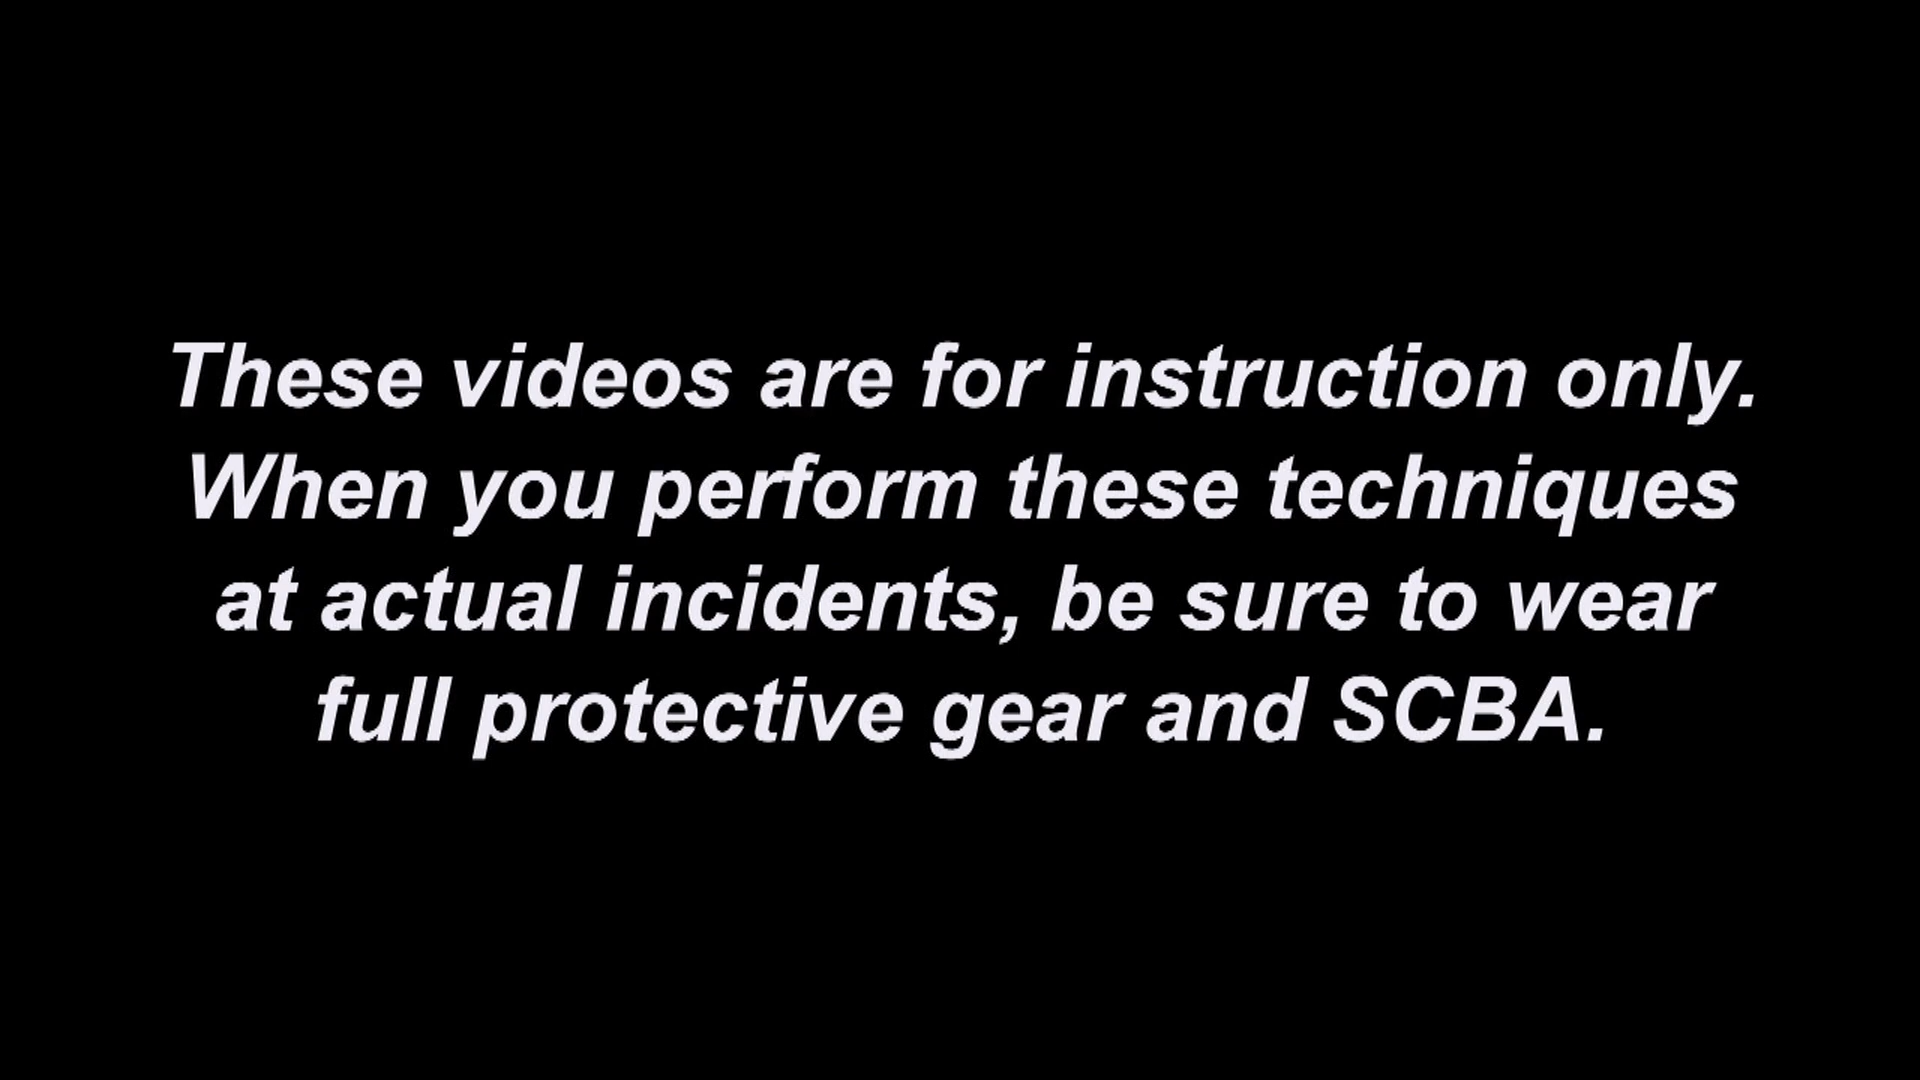 These videos are for instruction only.
When you perform these techniques
at actual incidents, be sure to wear
full protective gear and SCBA.